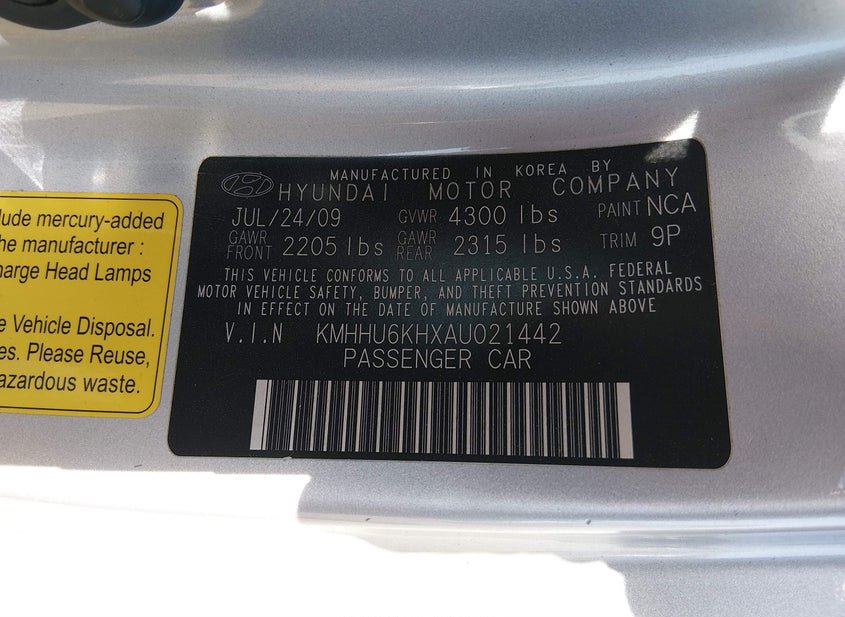 lude mercury-added
he manufacturer :
harge Head Lamps
e Vehicle Disposal.
es. Please Reuse,
azardous waste.
MANUFACTURED IN KOREA BY
HYUNDAI MOTOR COMPANY
JUL/24/09 GVWR 4300 lbs PAINT NCA
GAWR FRONT 2205 lbs GAWR REAR 2315 lbs TRIM 9P
THIS VEHICLE CONFORMS TO ALL APPLICABLE U.S.A. FEDERAL
MOTOR VEHICLE SAFETY, BUMPER, AND THEFT PREVENTION STANDARDS
IN EFFECT ON THE DATE OF MANUFACTURE SHOWN ABOVE
V.I.N KMHHU6KHXAU021442
PASSENGER CAR